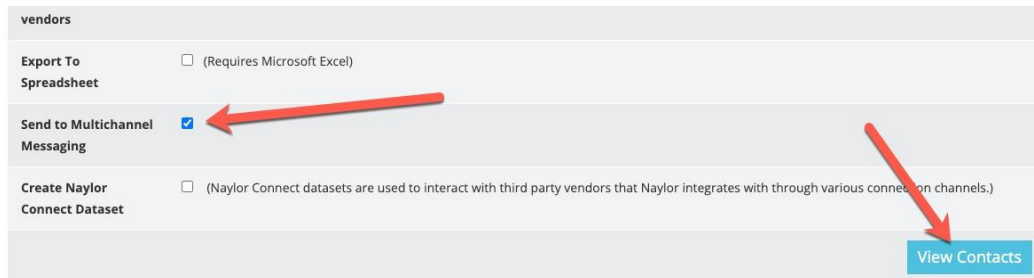 vendors
Export To (Requires Microsoft Excel)
Spreadsheet
Send to Multichannel
Messaging
Create Naylor (Naylor Connect datasets are used to interact with third party vendors that Naylor integrates with through various connection channels.)
Connect Dataset
View Contacts